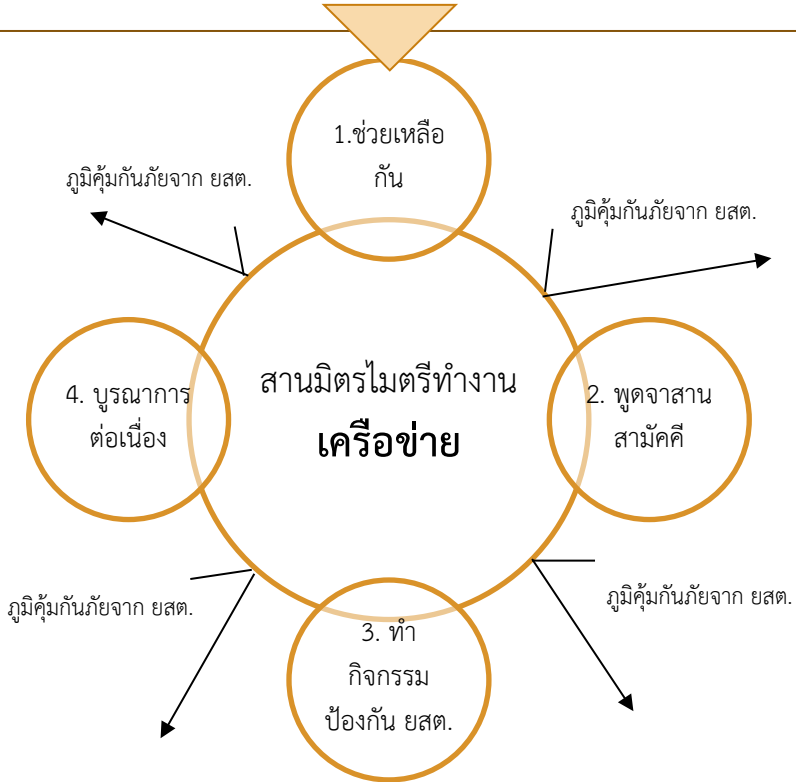 1.ช่วยเหลือ
กัน
ภูมิคุ้มกันภัยจาก ยสต.
ภูมิคุ้มกันภัยจาก ยสต.
สานมิตรไมตรีทำงาน
เครือข่าย
4. บูรณาการ
ต่อเนื่อง
2. พูดจาสาน
สามัคคี
ภูมิคุ้มกันภัยจาก ยสต.
ภูมิคุ้มกันภัยจาก ยสต.
3. ทำ
กิจกรรม
ป้องกัน ยสต.